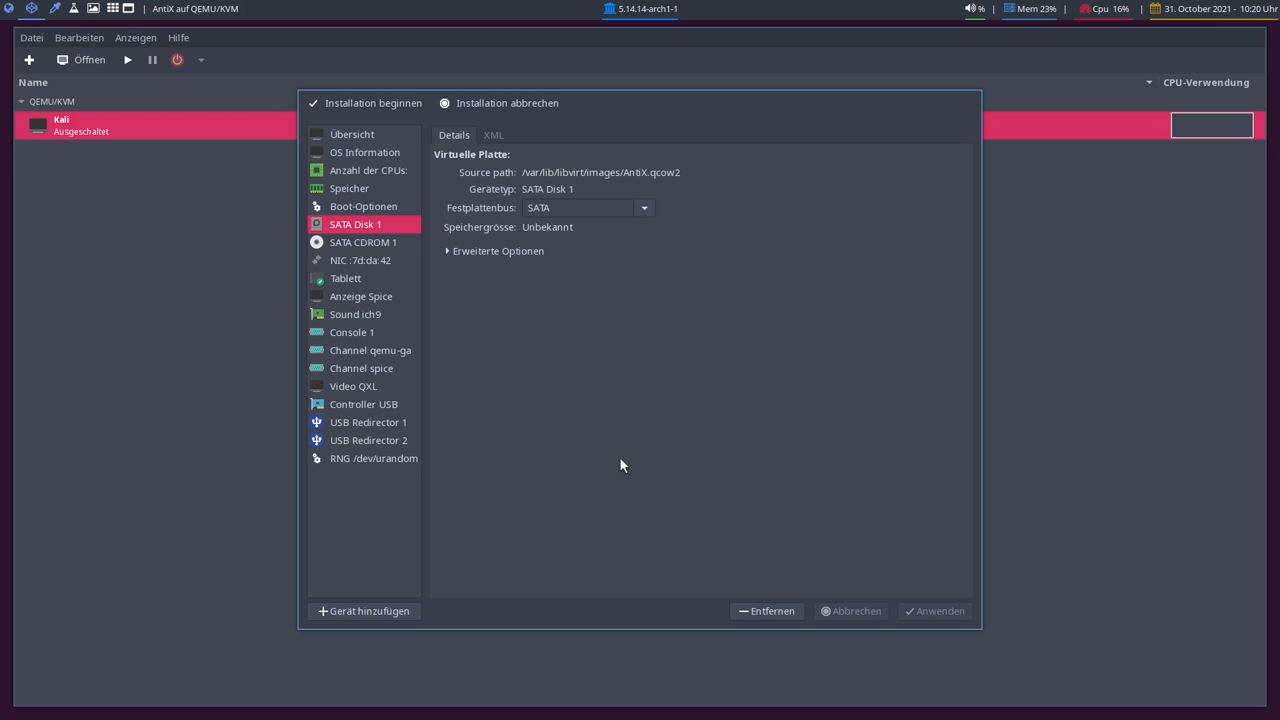 AntiX auf QEMU/KVM
5.14.14-arch1-1
%
Mem 23%
Cpu 16%
31. October 2021 - 10:20 Uhr
Datei Bearbeiten Anzeigen Hilfe
Öffnen
Name
CPU-Verwendung
QEMU/KVM
Kali
Ausgeschaltet
Installation beginnen
Installation abbrechen
Übersicht
OS Information
Anzahl der CPUs:
Speicher
Boot-Optionen
SATA Disk 1
SATA CDROM 1
NIC :7d:da:42
Tablett
Anzeige Spice
Sound ich9
Console 1
Channel qemu-ga
Channel spice
Video QXL
Controller USB
USB Redirector 1
USB Redirector 2
RNG /dev/urandom
Gerät hinzufügen
Details XML
Virtuelle Platte:
Source path: /var/lib/libvirt/images/AntiX.qcow2
Gerätetyp: SATA Disk 1
Festplattenbus: SATA
Speichergrösse: Unbekannt
Erweiterte Optionen
Entfernen
Abbrechen
Anwenden